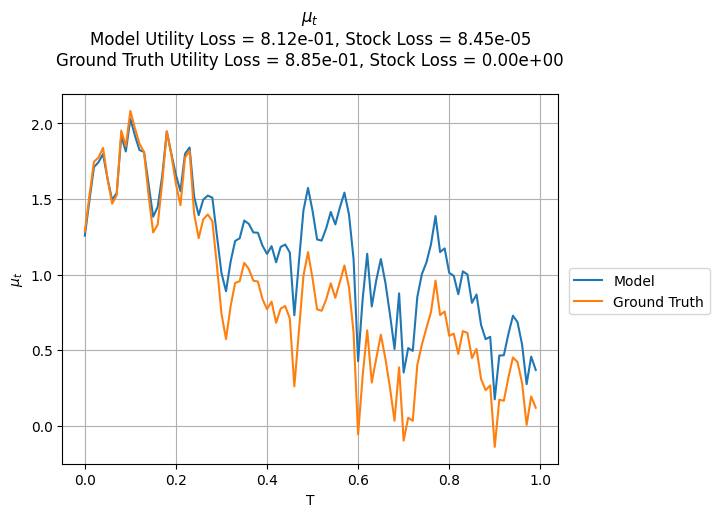 μt
Model Utility Loss = 8.12e-01, Stock Loss = 8.45e-05
Ground Truth Utility Loss = 8.85e-01, Stock Loss = 0.00e+00
2.0
1.5
1.0
0.5
0.0
μt
0.0 0.2 0.4 0.6 0.8 1.0
T
Model
Ground Truth